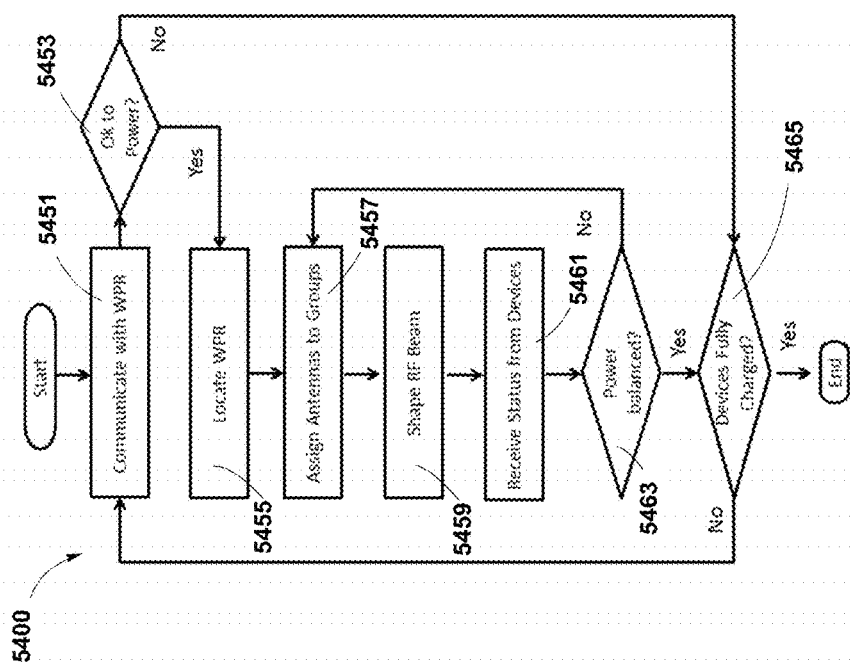 5400
Start
Communicate with WPR
5451
Ok to
Power?
5453
No
Yes
Locate WPR
5455
Assign Antennas to Groups
5457
Shape RF Beam
5459
Receive Status from Devices
5461
Power
balanced?
5463
No
Yes
Devices Fully
Charged?
5465
No
Yes
End